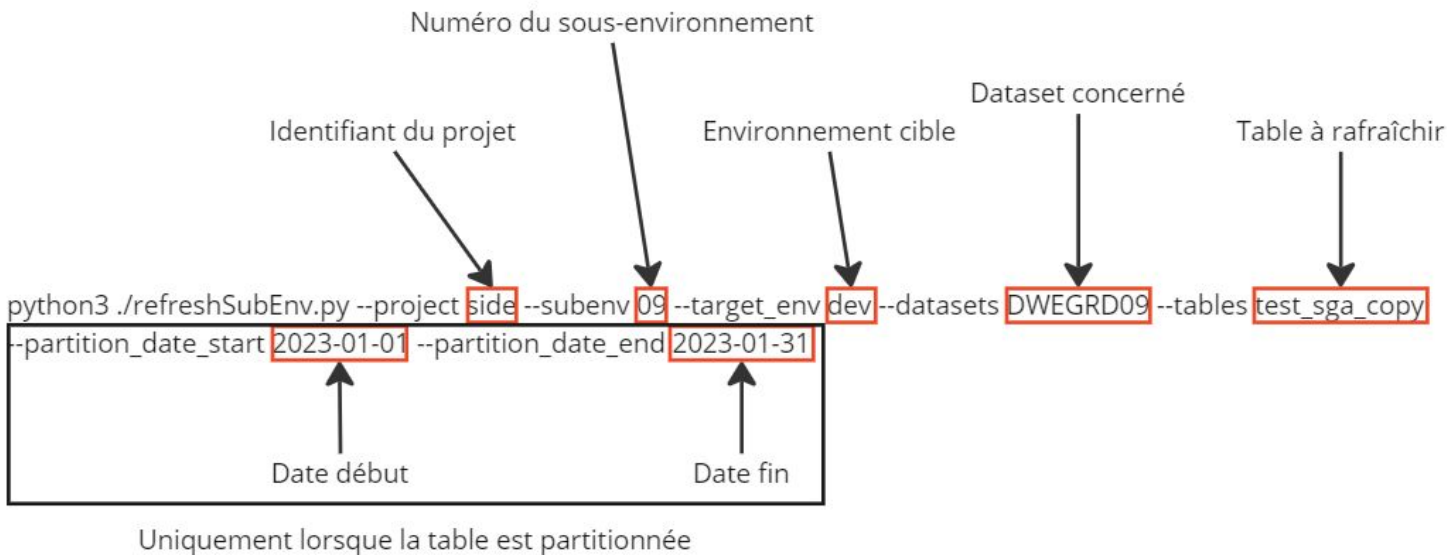 Numéro du sous-environnement
Dataset concerné
Identifiant du projet
Environnement cible
Table à rafraîchir
python3 ./refreshSubEnv.py --project side --subenv 09 --target_env dev --datasets DWEGRD09 --tables test_sga_copy
--partition_date_start 2023-01-01 --partition_date_end 2023-01-31
Date début
Date fin
Uniquement lorsque la table est partitionnée